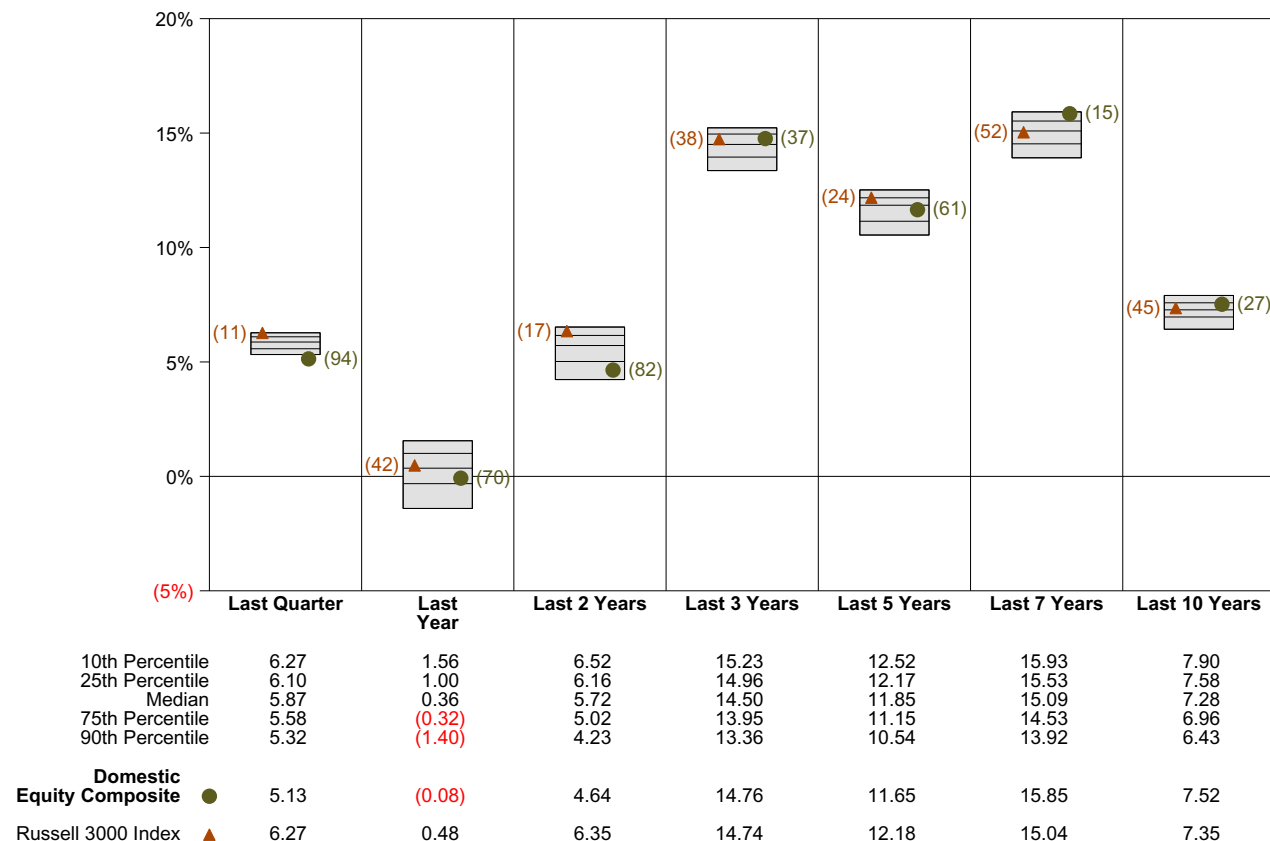 20%
15%
10%
5%
0%
(5%)
(11) (94)
(42) (70)
(17) (82)
(38) (37)
(24) (61)
(52) (15)
(45) (27)
Last Quarter Last Year Last 2 Years Last 3 Years Last 5 Years Last 7 Years Last 10 Years
10th Percentile 6.27 1.56 6.52 15.23 12.52 15.93 7.90
25th Percentile 6.10 1.00 6.16 14.96 12.17 15.53 7.58
Median 5.87 0.36 5.72 14.50 11.85 15.09 7.28
75th Percentile 5.58 (0.32) 5.02 13.95 11.15 14.53 6.96
90th Percentile 5.32 (1.40) 4.23 13.36 10.54 13.92 6.43
Domestic
Equity Composite 5.13 (0.08) 4.64 14.76 11.65 15.85 7.52
Russell 3000 Index 6.27 0.48 6.35 14.74 12.18 15.04 7.35